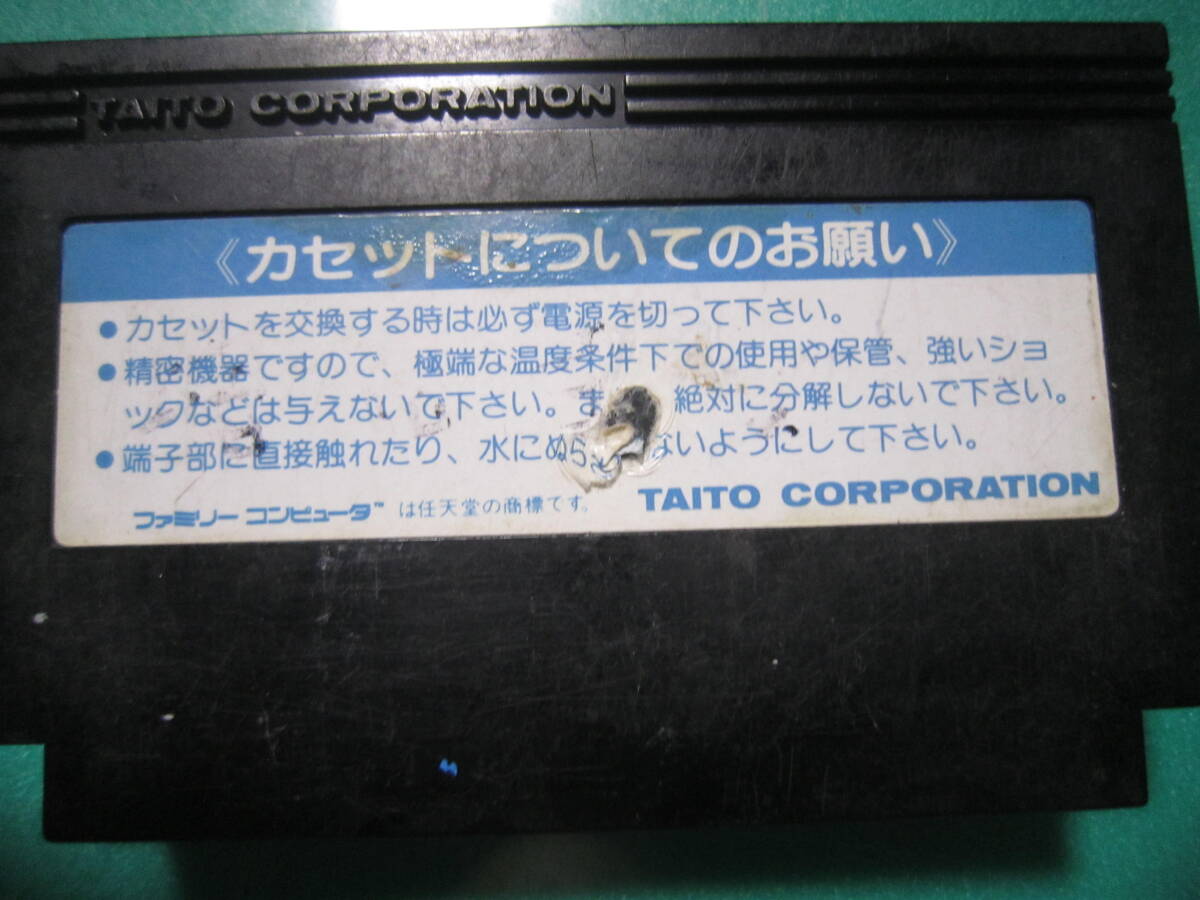 TAITO CORPORATION
《カセットについてのお願い》
●カセットを交換する時は必ず電源を切って下さい。
●精密機器ですので、極端な温度条件下での使用や保管、強いショ
ックなどは与えないで下さい。ま 絶対に分解しないで下さい。
●端子部に直接触れたり、水にぬら ないようにして下さい。
ファミリーコンピュータ™ は任天堂の商標です。
TAITO CORPORATION